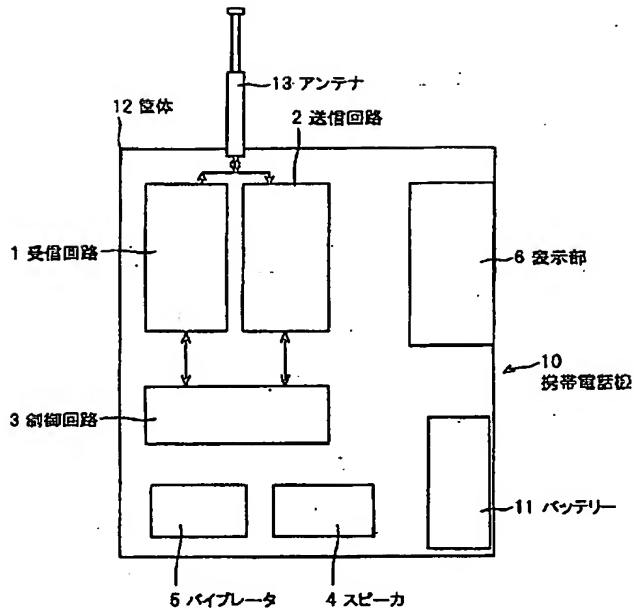 13 アンテナ
12 筐体
2 送信回路
1 受信回路
6 表示部
10
携帯電話機
3 制御回路
11 バッテリー
5 バイブレータ
4 スピーカ